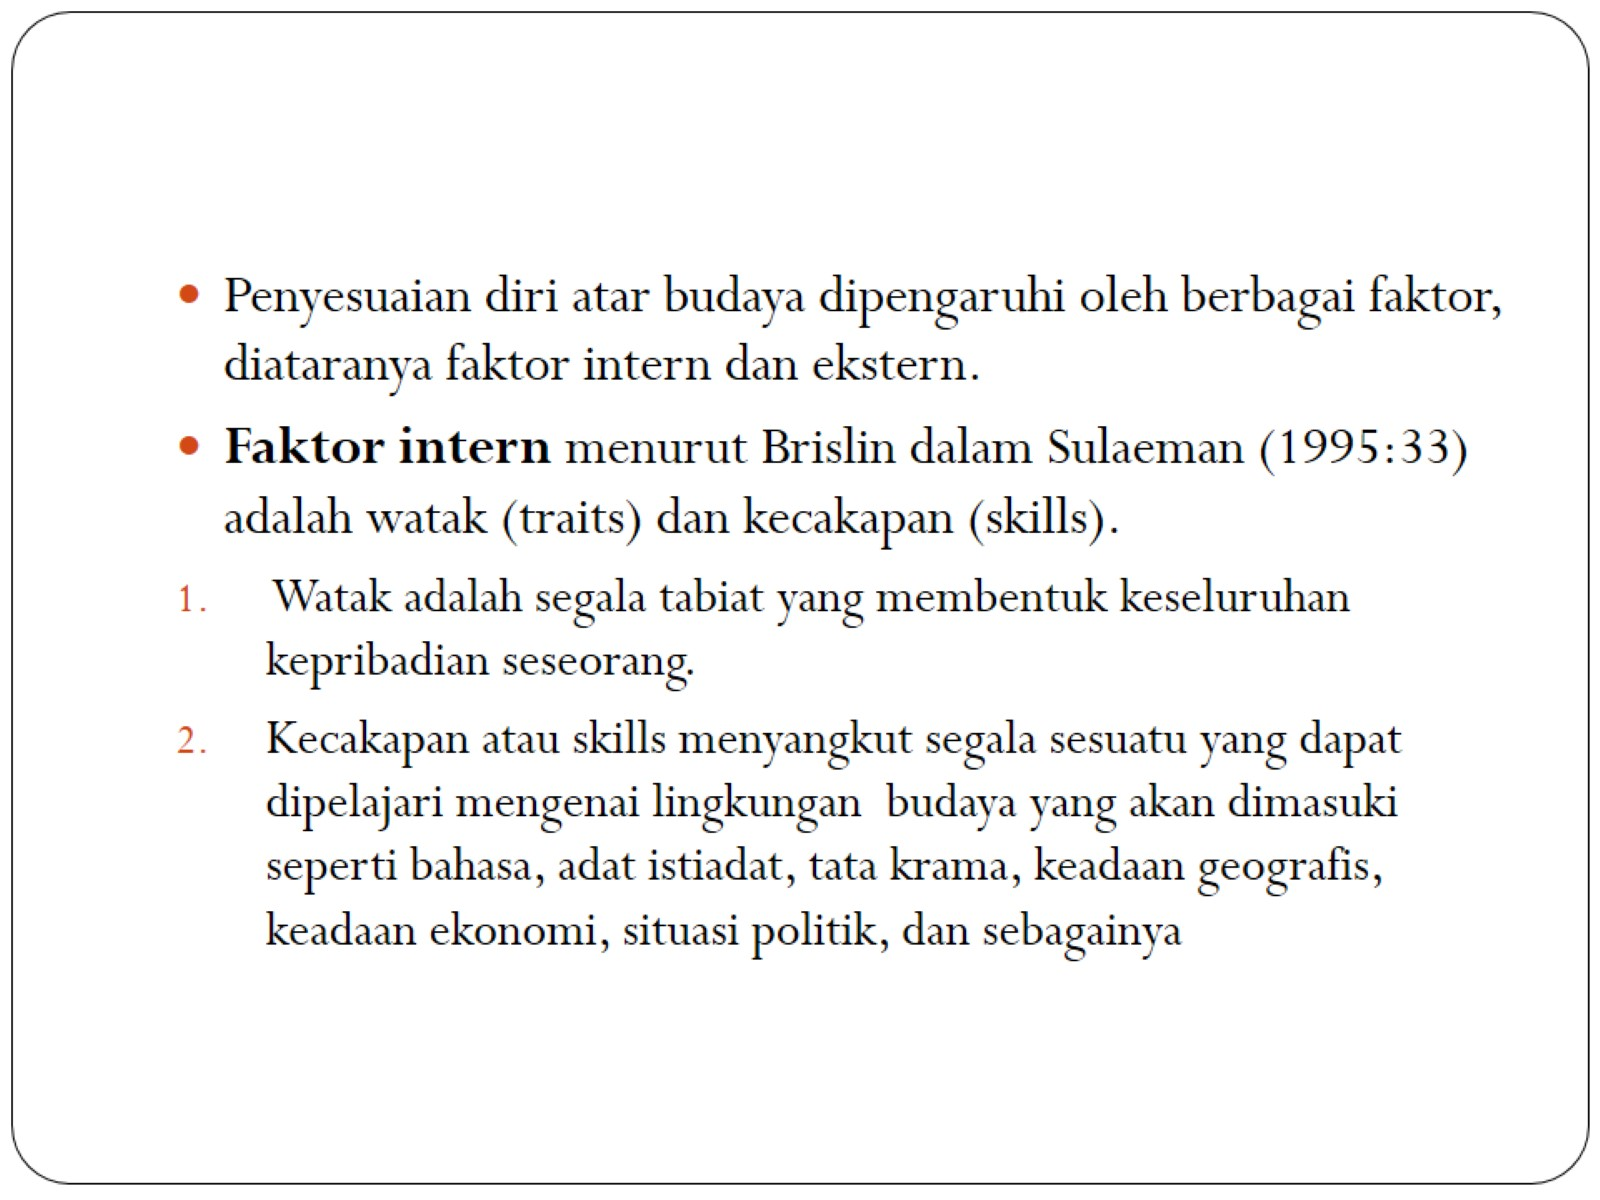 • Penyesuaian diri atar budaya dipengaruhi oleh berbagai faktor,
diataranya faktor intern dan ekstern.
• Faktor intern menurut Brislin dalam Sulaeman (1995:33)
adalah watak (traits) dan kecakapan (skills).
1. Watak adalah segala tabiat yang membentuk keseluruhan
kepribadian seseorang.
2. Kecakapan atau skills menyangkut segala sesuatu yang dapat
dipelajari mengenai lingkungan  budaya yang akan dimasuki
seperti bahasa, adat istiadat, tata krama, keadaan geografis,
keadaan ekonomi, situasi politik, dan sebagainya